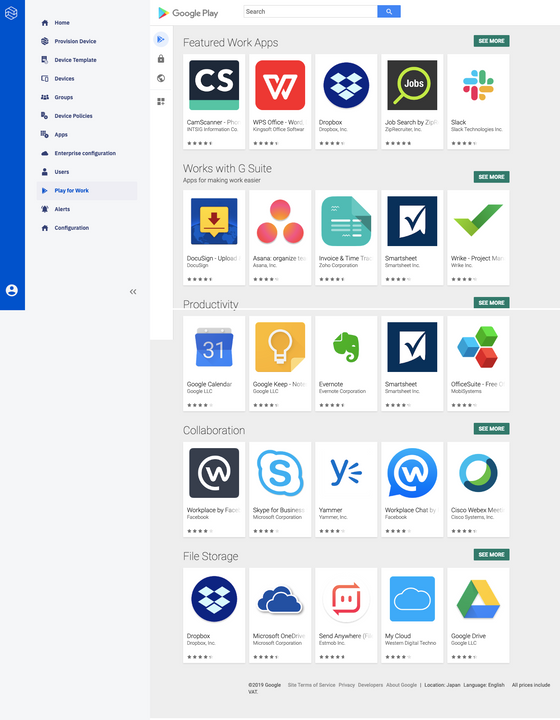 Home
Provision Device
Device Template
Devices
Groups
Device Policies
Apps
Enterprise configuration
Users
Play for Work
Alerts
Configuration
Google Play
Search
Featured Work Apps
SEE MORE
CS
W
Jobs
CamScanner - Phon
INTSIG Information Co.
WPS Office - Word,
Kingsoft Office Softwar
Dropbox
Dropbox, Inc.
Job Search by ZipR
ZipRecruiter, Inc.
Slack
Slack Technologies Inc.
Works with G Suite
Apps for making work easier
SEE MORE
DocuSign - Upload
DocuSign
Asana: organize te
Asana, Inc.
Invoice & Time Trac
Zoho Corporation
Smartsheet
Smartsheet Inc.
Wrike - Project Man
Wrike Inc.
Productivity
SEE MORE
31
Google Calendar
Google LLC
Google Keep - Note
Google LLC
Evernote
Evernote Corporation
Smartsheet
Smartsheet Inc.
OfficeSuite - Free O
MobiSystems
Collaboration
SEE MORE
Workplace by Face
Facebook
Skype for Business
Microsoft Corporation
Yammer
Yammer, Inc.
Workplace Chat by
Facebook
Cisco Webex Meeti
Cisco Systems, Inc.
File Storage
SEE MORE
Dropbox
Dropbox, Inc.
Microsoft OneDrive
Microsoft Corporation
Send Anywhere (Fi
Estmob Inc.
My Cloud
Western Digital Techno
Google Drive
Google LLC
©2019 Google Site Terms of Service Privacy Developers About Google | Location: Japan Language: English All prices include
VAT.